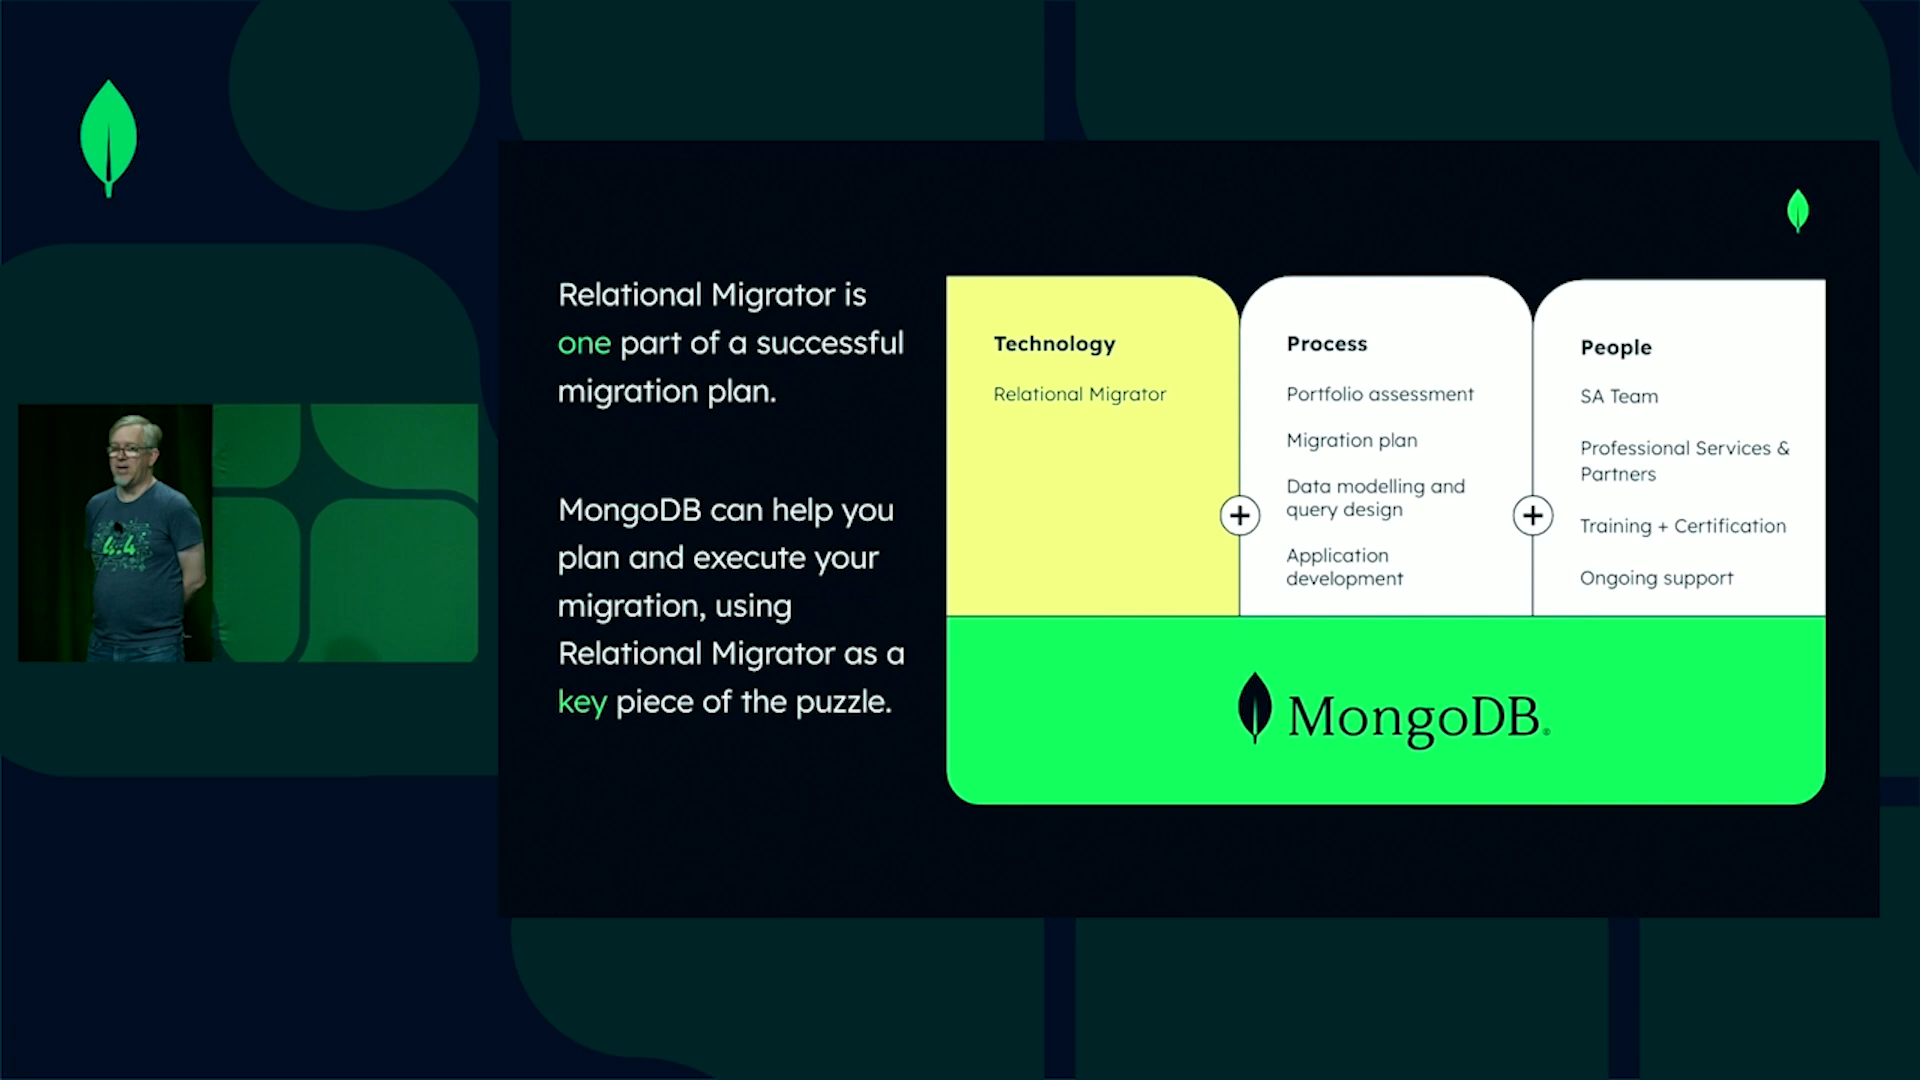 Relational Migrator is
one part of a successful
migration plan.
MongoDB can help you
plan and execute your
migration, using
Relational Migrator as a
key piece of the puzzle.
Technology
Relational Migrator
Process
Portfolio assessment
Migration plan
Data modelling and
query design
Application
development
People
SA Team
Professional Services &
Partners
Training + Certification
Ongoing support
MongoDB®
4.4